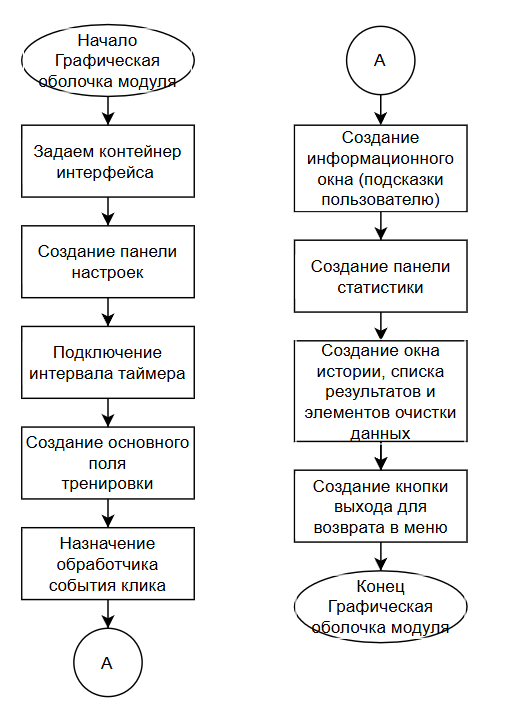 Начало
Графическая
оболочка модуля
Задаем контейнер
интерфейса
Создание панели
настроек
Подключение
интервала таймера
Создание основного
поля
тренировки
Назначение
обработчика
события клика
А
А
Создание
информационного
окна (подсказки
пользователю)
Создание панели
статистики
Создание окна
истории, списка
результатов и
элементов очистки
данных
Создание кнопки
выхода для
возврата в меню
Конец
Графическая
оболочка модуля